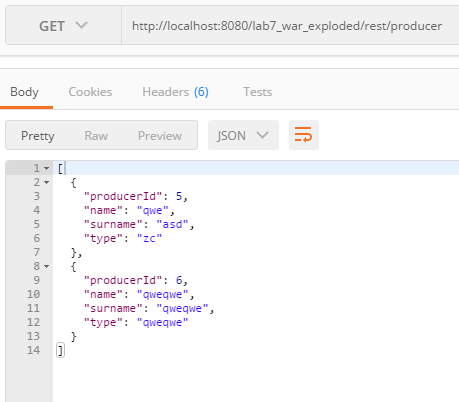 GET http://localhost:8080/lab7_war_exploded/rest/producer
Body Cookies Headers (6) Tests
Pretty Raw Preview JSON
1 [
2 {
3 "producerId": 5,
4 "name": "qwe",
5 "surname": "asd",
6 "type": "zc"
7 },
8 {
9 "producerId": 6,
10 "name": "qweqwe",
11 "surname": "qweqwe",
12 "type": "qweqwe"
13 }
14 ]